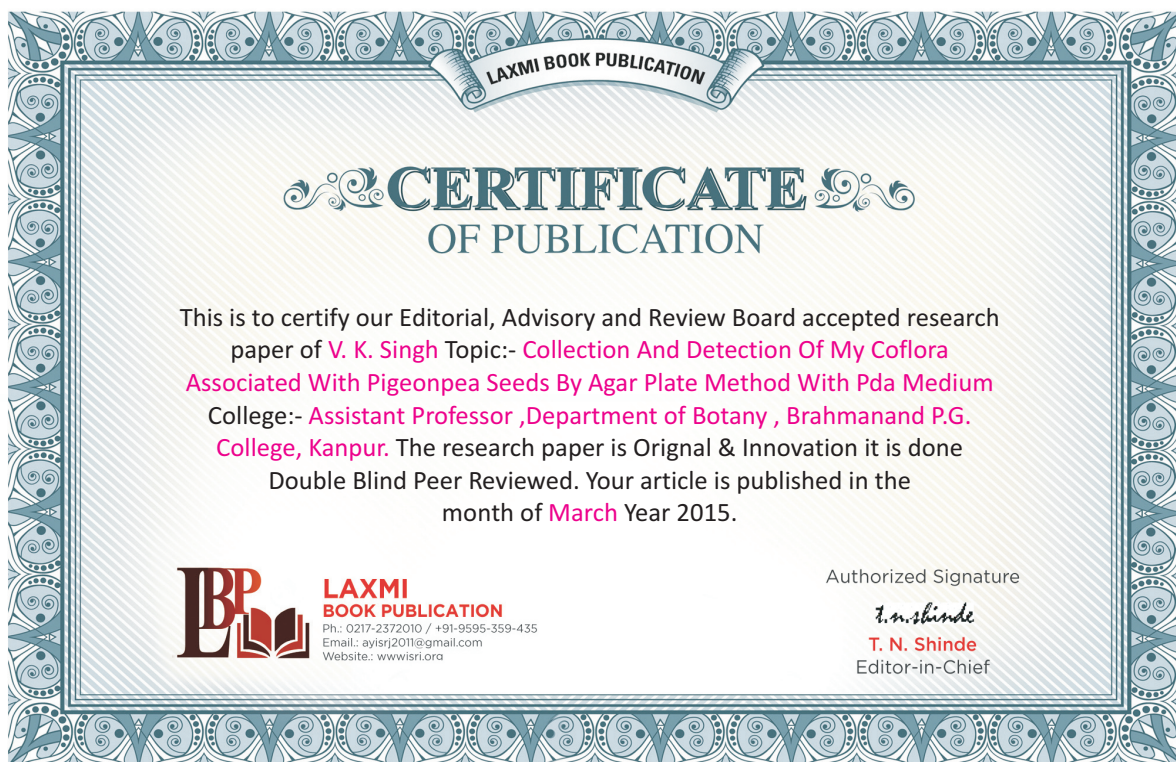 LAXMI BOOK PUBLICATION
CERTIFICATE
OF PUBLICATION
This is to certify our Editorial, Advisory and Review Board accepted research
paper of V. K. Singh Topic:- Collection And Detection Of My Coflora
Associated With Pigeonpea Seeds By Agar Plate Method With Pda Medium
College:- Assistant Professor ,Department of Botany , Brahmanand P.G.
College, Kanpur. The research paper is Orignal & Innovation it is done
Double Blind Peer Reviewed. Your article is published in the
month of March Year 2015.
LBP
LAXMI
BOOK PUBLICATION
Ph.: 0217-2372010 / +91-9595-359-435
Email.: ayisrj2011@gmail.com
Website.: wwwisri.org
Authorized Signature
t.n.shinde
T. N. Shinde
Editor-in-Chief